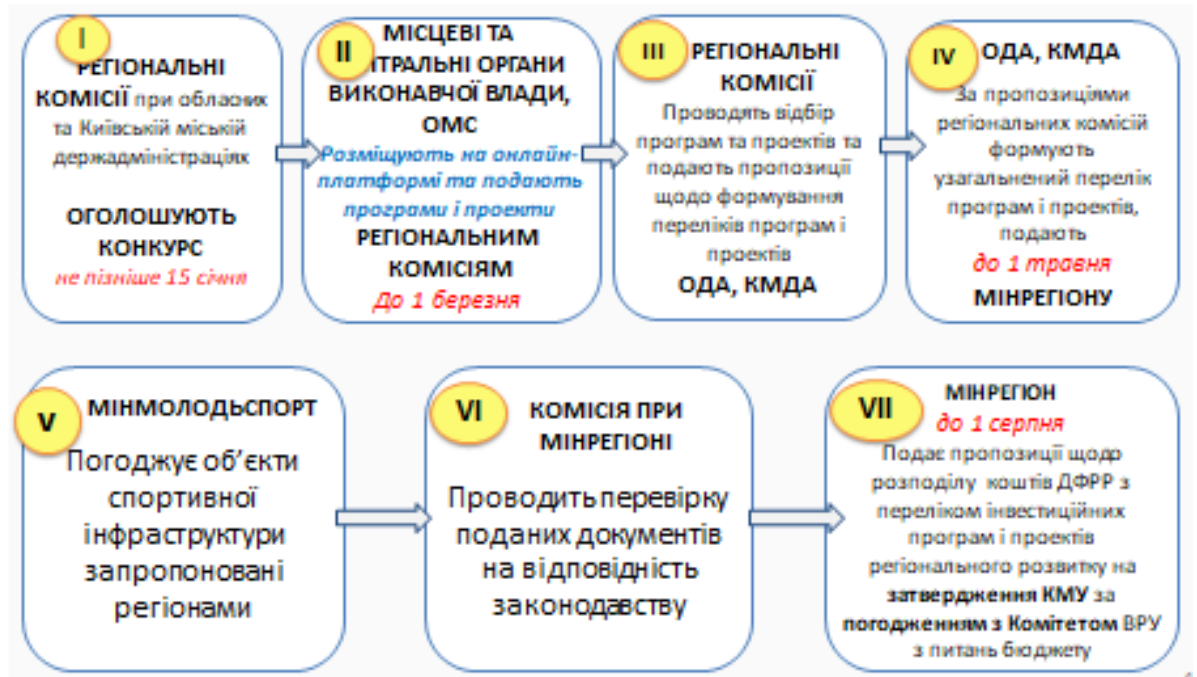 I
РЕГІОНАЛЬНІ
КОМІСІЇ при обласних
та Київській міській
держадміністраціях
ОГОЛОШУЮТЬ
КОНКУРС
не пізніше 15 січня
II
МІСЦЕВІ ТА
НТРАЛЬНІ ОРГАНИ
ВИКОНАВЧОЇ ВЛАДИ,
ОМС
Розміщують на онлайн-
платформі та подають
програми і проекти
РЕГІОНАЛЬНИМ
КОМІСІЯМ
До 1 березня
III
РЕГІОНАЛЬНІ
КОМІСІЇ
Проводять відбір
програм та проектів та
подають пропозиції
щодо формування
переліків програм і
проектів
ОДА, КМДА
IV
ОДА, КМДА
За пропозиціями
регіональних комісій
формують
узагальнений перелік
програм і проектів,
подають
до 1 травня
МІНРЕГІОНУ
V
МІНМОЛОДЬСПОРТ
Погоджує об’єкти
спортивної
інфраструктури
запропоновані
регіонами
VI
КОМІСІЯ ПРИ
МІНРЕГІОНІ
Проводить перевірку
поданих документів
на відповідність
законодавству
VII
МІНРЕГІОН
до 1 серпня
Подає пропозиції щодо
розподілу коштів ДФРР з
переліком інвестиційних
програм і проектів
регіонального розвитку на
затвердження КМУ за
погодженням з Комітетом ВРУ
з питань бюджету